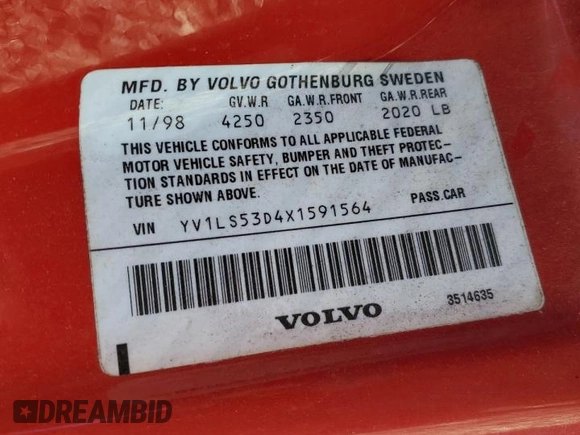 MFD. BY VOLVO GOTHENBURG SWEDEN
DATE: GV.W.R GA.W.R.FRONT GA.W.R.REAR
11/98 4250 2350 2020 LB
THIS VEHICLE CONFORMS TO ALL APPLICABLE FEDERAL
MOTOR VEHICLE SAFETY, BUMPER AND THEFT PROTEC-
TION STANDARDS IN EFFECT ON THE DATE OF MANUFAC-
TURE SHOWN ABOVE.
VIN YV1LS53D4X1591564 PASS.CAR
3514635
VOLVO
DREAMBID